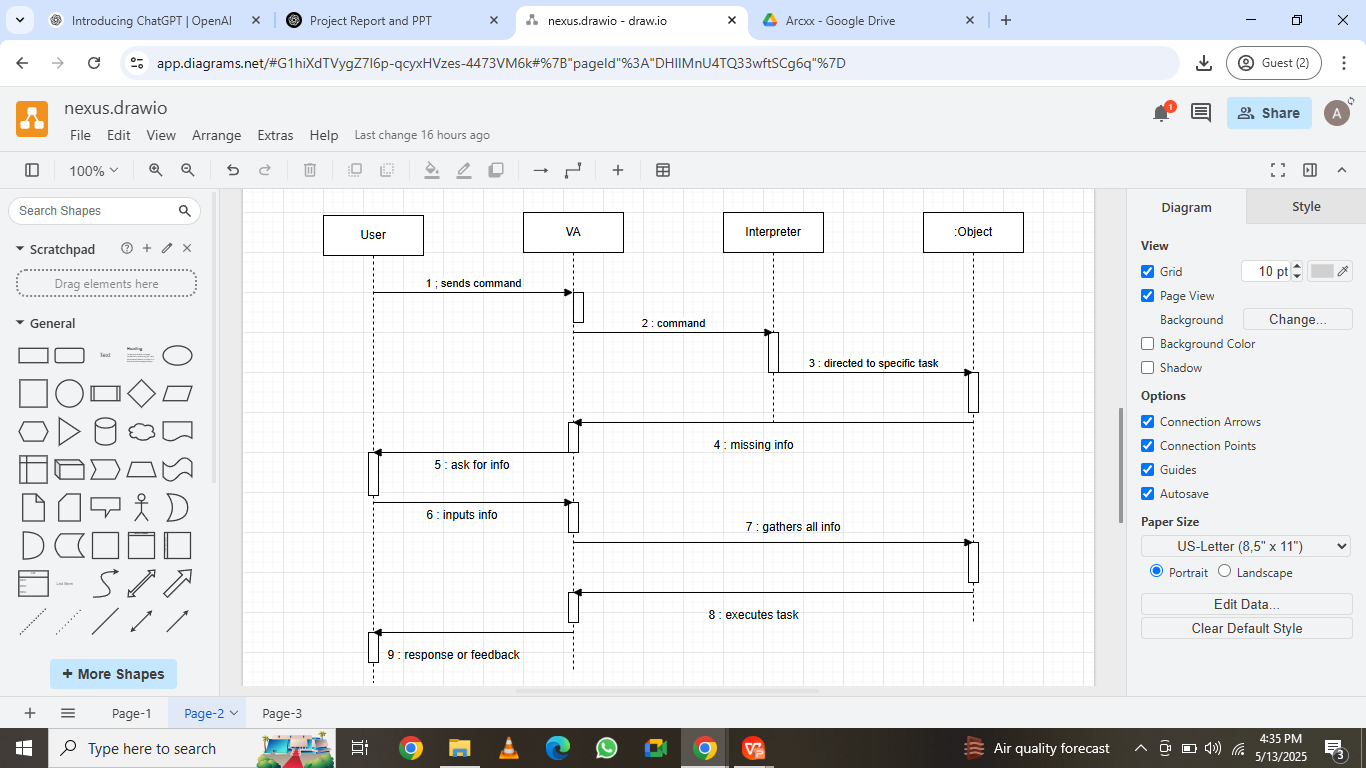 Introducing ChatGPT | OpenAI
Project Report and PPT
nexus.drawio - draw.io
Arcxx - Google Drive
app.diagrams.net/#G1hiXdTVygZ7l6p-qcyxHVzes-4473VM6k#%7B"pageId"%3A"DHIIMnU4TQ33wftSCg6q"%7D
Guest (2)
nexus.drawio
File Edit View Arrange Extras Help Last change 16 hours ago
1
Share
A
100%
Search Shapes
Scratchpad
Drag elements here
General
Text
Heading
List
List Item
+ More Shapes
User
VA
Interpreter
:Object
1 ; sends command
2 : command
3 : directed to specific task
4 : missing info
5 : ask for info
6 : inputs info
7 : gathers all info
8 : executes task
9 : response or feedback
Diagram
Style
View
Grid
10 pt
Page View
Background
Change...
Background Color
Shadow
Options
Connection Arrows
Connection Points
Guides
Autosave
Paper Size
US-Letter (8,5" x 11")
Portrait Landscape
Edit Data...
Clear Default Style
Page-1
Page-2
Page-3
Type here to search
Air quality forecast
4:35 PM
5/13/2025
3